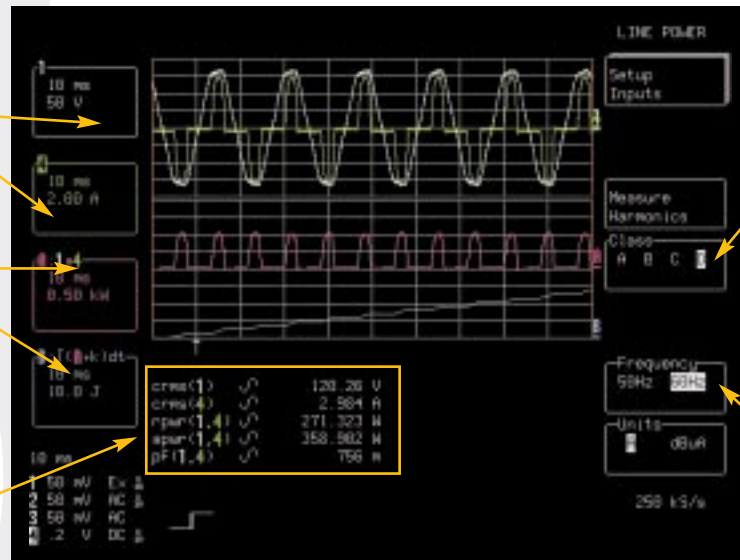 LINE POWER
1
10 ms
50 V
Setup
Inputs
4
10 ms
2.00 A
Measure
Harmonics
Class
A B C D
10 ms
0.50 kW
10 ms
10.0 J
Frequency
50Hz 60Hz
Units
A dBuA
crms(1) 120.26 V
crms(4) 2.984 A
rpwr(1,4) 271.323 W
apwr(1,4) 358.902 W
pF(1,4) 756 m
10 ms
1 50 mV
2 50 mV AC
3 50 mV AC
4 .2 V DC
250 kS/s